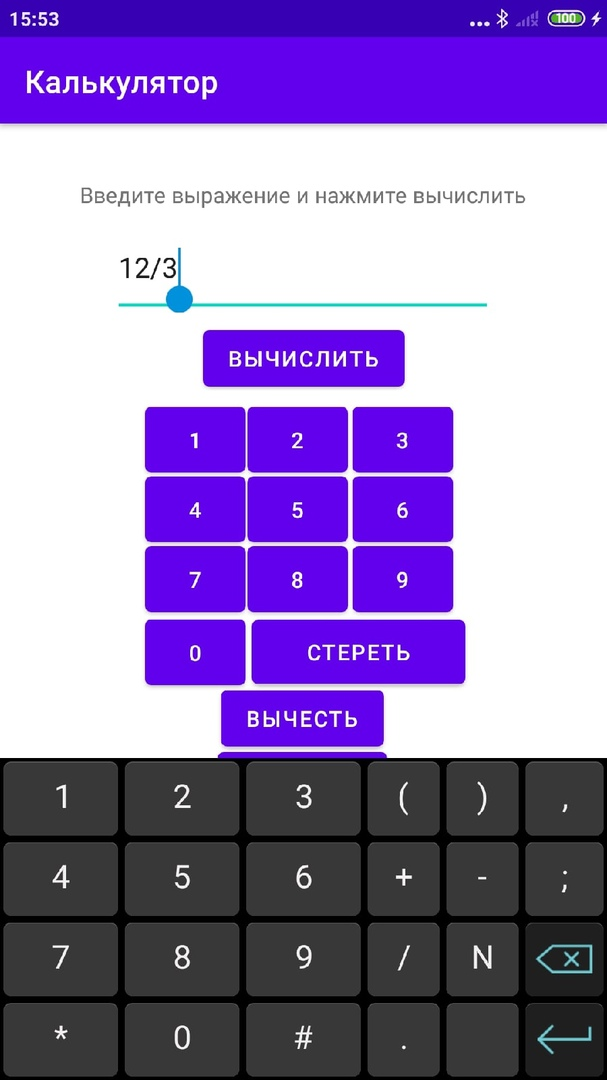 15:53 100
Калькулятор
Введите выражение и нажмите вычислить
12/3
ВЫЧИСЛИТЬ
1 2 3
4 5 6
7 8 9
0 СТЕРЕТЬ
ВЫЧЕСТЬ
1 2 3 ( ) ,
4 5 6 + - ;
7 8 9 / N
* 0 # .